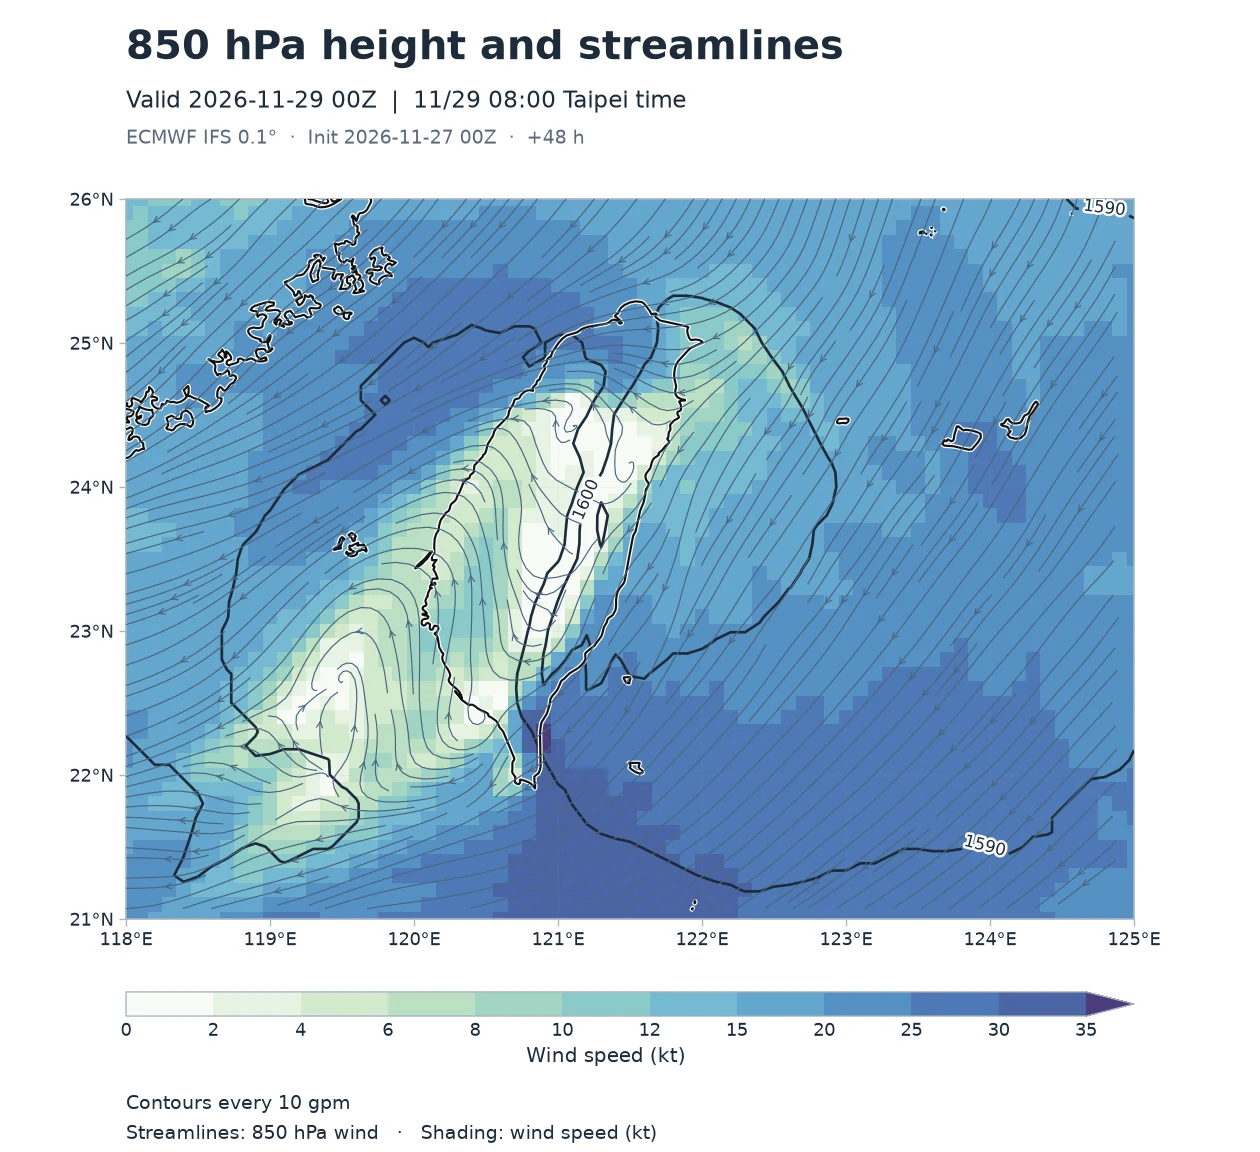 850 hPa height and streamlines
Valid 2026-11-29 00Z | 11/29 08:00 Taipei time
ECMWF IFS 0.1° · Init 2026-11-27 00Z · +48 h
26°N
1590
25°N
24°N
1600
23°N
22°N
1590
21°N
118°E 119°E 120°E 121°E 122°E 123°E 124°E 125°E
0 2 4 6 8 10 12 15 20 25 30 35
Wind speed (kt)
Contours every 10 gpm
Streamlines: 850 hPa wind · Shading: wind speed (kt)